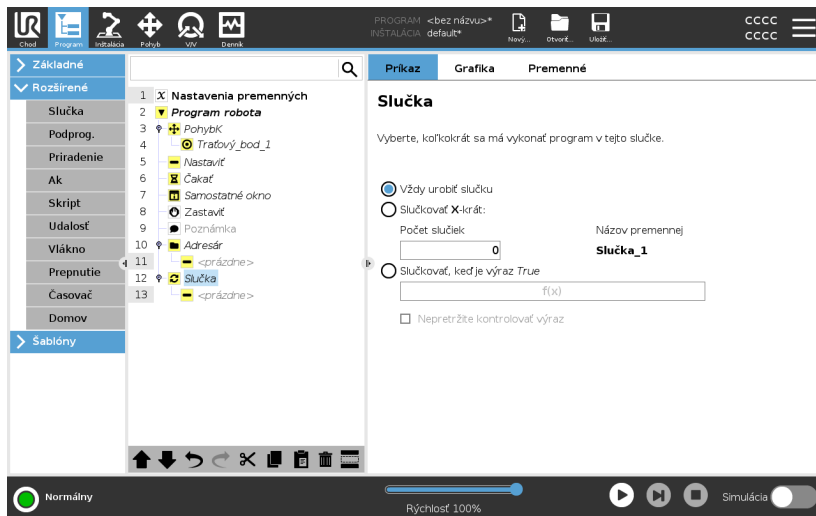 PROGRAM <bez názvu>*
INŠTALÁCIA default*
Chod
Program
Inštalácia
Pohyb
V/V
Denník
Nový...
Otvoriť...
Uložiť...
CCCC
CCCC
Základné
Rozšírené
Slučka
Podprog.
Priradenie
Ak
Skript
Udalosť
Vlákno
Prepnutie
Časovač
Domov
Šablóny
1 X Nastavenia premenných
2 Program robota
3 PohybK
4 Traťový_bod_1
5 Nastaviť
6 Čakať
7 Samostatné okno
8 Zastaviť
9 Poznámka
10 Adresár
11 <prázdne>
12 Slučka
13 <prázdne>
Príkaz
Grafika
Premenné
Slučka
Vyberte, koľkokrát sa má vykonať program v tejto slučke.
Vždy urobiť slučku
Slučkovať X-krát:
Počet slučiek
Názov premennej
0
Slučka_1
Slučkovať, keď je výraz True
f(x)
Nepretržite kontrolovať výraz
Normálny
Rýchlosť 100%
Simulácia